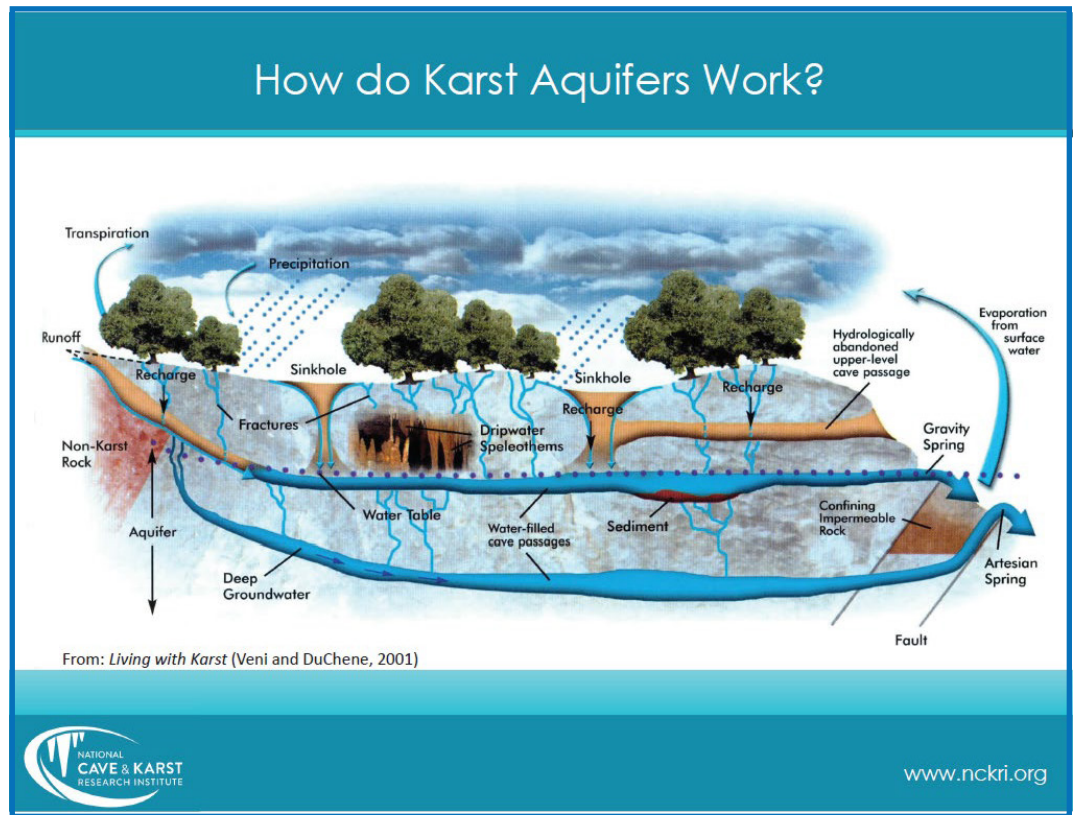 How do Karst Aquifers Work?
Transpiration
Precipitation
Runoff
Recharge
Sinkhole
Sinkhole
Hydrologically
abandoned
upper-level
cave passage
Evaporation
from
surface
water
Recharge
Recharge
Fractures
Dripwater
Speleothems
Non-Karst
Rock
Gravity
Spring
Aquifer
Water Table
Water-filled
cave passages
Sediment
Confining
Impermeable
Rock
Deep
Groundwater
Artesian
Spring
Fault
From: Living with Karst (Veni and DuChene, 2001)
NATIONAL
CAVE & KARST
RESEARCH INSTITUTE
www.nckri.org